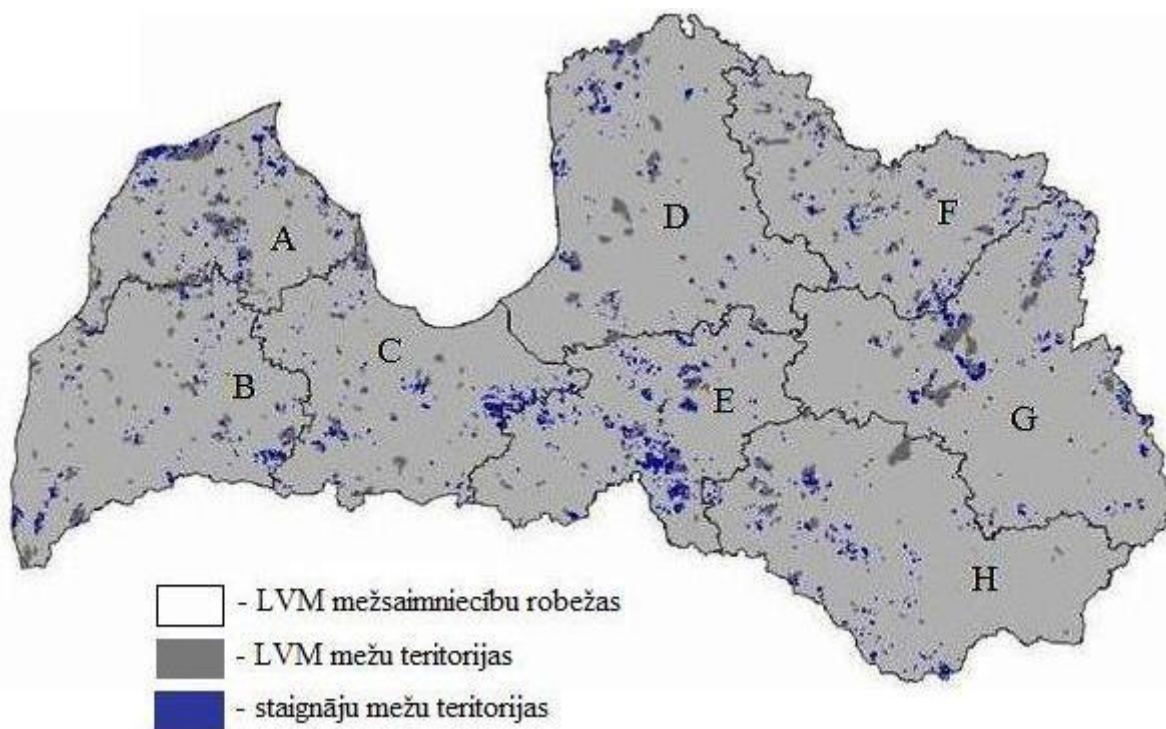 D
F
A
C
B
E
G
H
- LVM mežsaimniecību robežas
- LVM mežu teritorijas
- staignāju mežu teritorijas